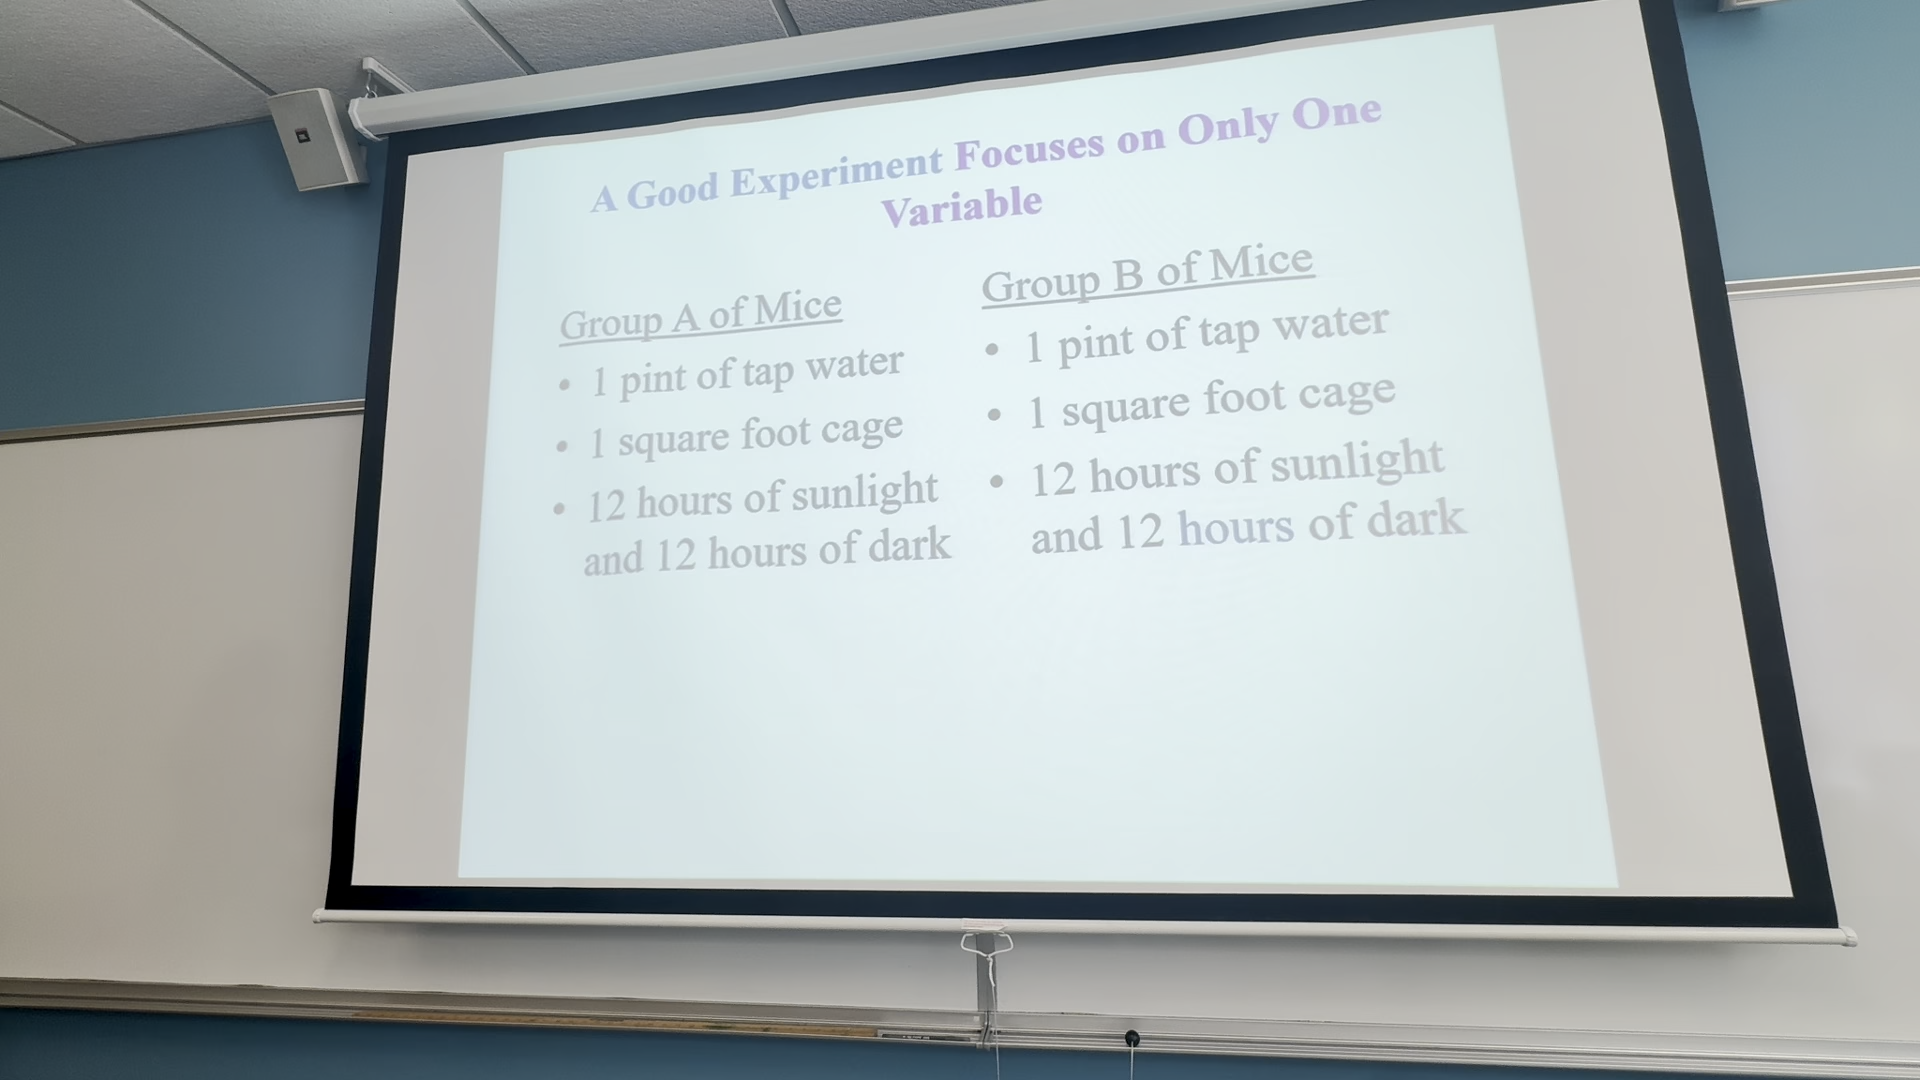 A Good Experiment Focuses on Only One
Variable
Group A of Mice
• 1 pint of tap water
• 1 square foot cage
• 12 hours of sunlight
and 12 hours of dark
Group B of Mice
• 1 pint of tap water
• 1 square foot cage
• 12 hours of sunlight
and 12 hours of dark